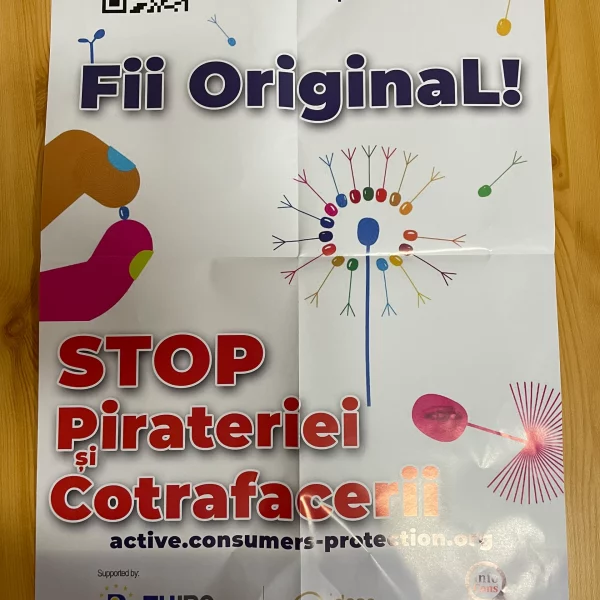 Fii OriginaL!
STOP
Pirateriei
și
Cotrafacerii
active.consumers-protection.org
Supported by: